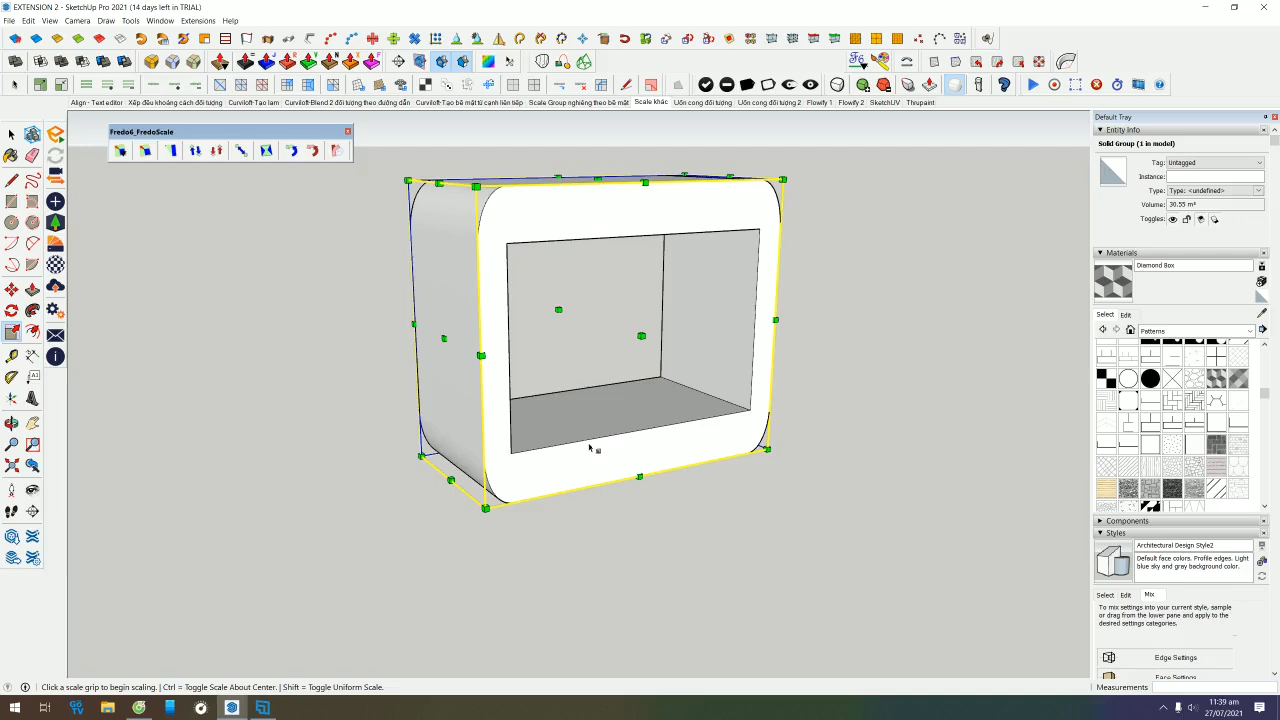 EXTENSION 2 - SketchUp Pro 2021 (14 days left in TRIAL)
File Edit View Camera Draw Tools Window Extensions Help
Align - Text editor Xếp đều khoảng cách đối tượng Curviloft-Tạo lam Curviloft-Blend 2 đối tượng theo đường dẫn Curviloft-Tạo bề mặt từ cạnh liên tiếp Scale Group nghiêng theo bề mặt Scale khác Uốn cong đối tượng Uốn cong đối tượng 2 Flowify 1 Flowify 2 SketchUV Thrupaint
Fredo6_FredoScale
Default Tray
Entity Info
Solid Group (1 in model)
Tag: Untagged
Instance:
Type: Type: <undefined>
Volume: 30.55 m³
Toggles:
Materials
Diamond Box
Select Edit
Patterns
Components
Styles
Architectural Design Style2
Default face colors. Profile edges. Light
blue sky and gray background color.
Select Edit Mix
To mix settings into your current style, sample
or drag from the lower pane and apply to the
desired settings categories.
Edge Settings
Face Settings
Click a scale grip to begin scaling. | Ctrl = Toggle Scale About Center. | Shift = Toggle Uniform Scale.
Measurements
11:39 am
27/07/2021